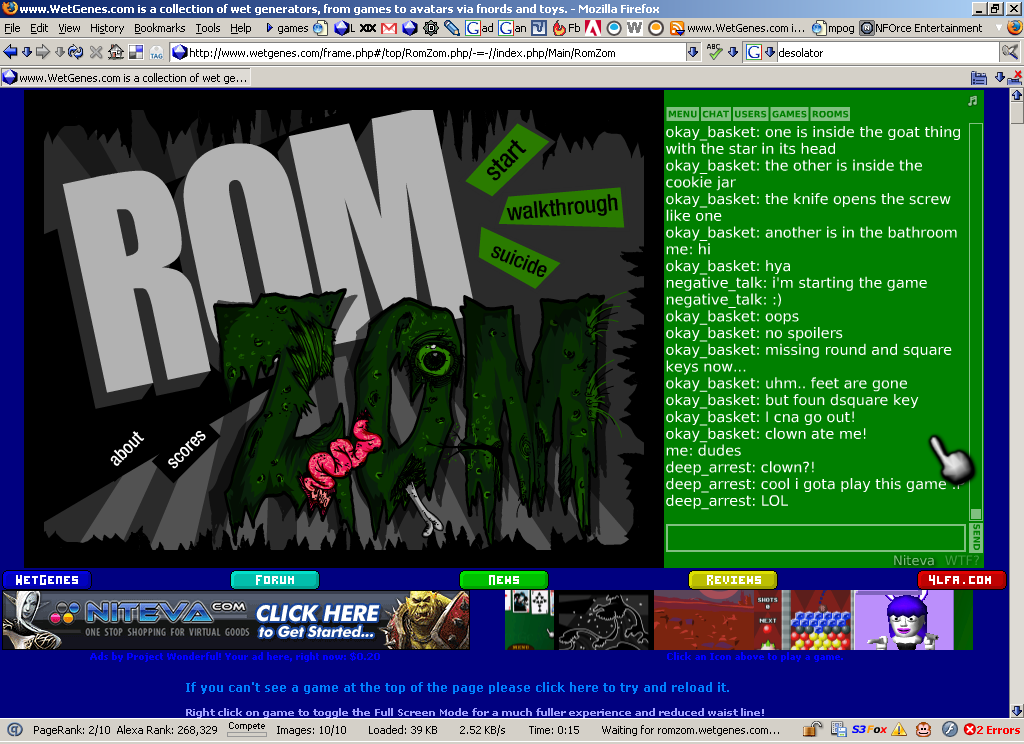 www.WetGenes.com is a collection of wet generators, from games to avatars via fnords and toys. - Mozilla Firefox
File Edit View History Bookmarks Tools Help games L XIX M G ad G an Fb W www.WetGenes.com i... mpog NFOrce Entertainment
TAG http://www.wetgenes.com/frame.php#/top/RomZom.php/-=-//index.php/Main/RomZom ABC G desolator
www.WetGenes.com is a collection of wet ge...
ROM
ZOM
start
walkthrough
suicide
about
scores
MENU CHAT USERS GAMES ROOMS
okay_basket: one is inside the goat thing
with the star in its head
okay_basket: the other is inside the
cookie jar
okay_basket: the knife opens the screw
like one
okay_basket: another is in the bathroom
me: hi
okay_basket: hya
negative_talk: i'm starting the game
negative_talk: :)
okay_basket: oops
okay_basket: no spoilers
okay_basket: missing round and square
keys now...
okay_basket: uhm.. feet are gone
okay_basket: but foun dsquare key
okay_basket: I cna go out!
okay_basket: clown ate me!
me: dudes
deep_arrest: clown?!
deep_arrest: cool i gota play this game !!
deep_arrest: LOL
SEND
Niteva WTF?
WETGENES FORUM NEWS REVIEWS 4LFA.COM
NITEVA.COM
ONE STOP SHOPPING FOR VIRTUAL GOODS
CLICK HERE
to Get Started...
SHOTS
0
NEXT
MENU
Ads by Project Wonderful! Your ad here, right now: $0.20
Click an Icon above to play a game.
If you can't see a game at the top of the page please click here to try and reload it.
Right click on game to toggle the Full Screen Mode for a much fuller experience and reduced waist line!
PageRank: 2/10 Alexa Rank: 268,329 Compete Images: 10/10 Loaded: 39 KB 2.52 KB/s Time: 0:15 Waiting for romzom.wetgenes.com... S3Fox 2 Errors